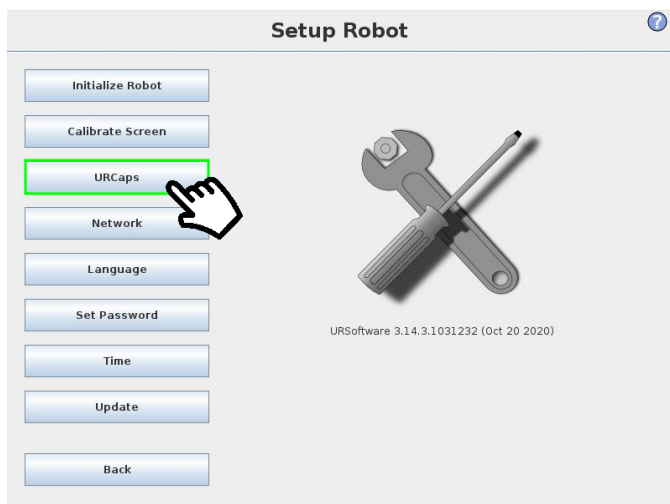 Setup Robot
?
Initialize Robot
Calibrate Screen
URCaps
Network
Language
Set Password
Time
Update
Back
URSoftware 3.14.3.1031232 (Oct 20 2020)